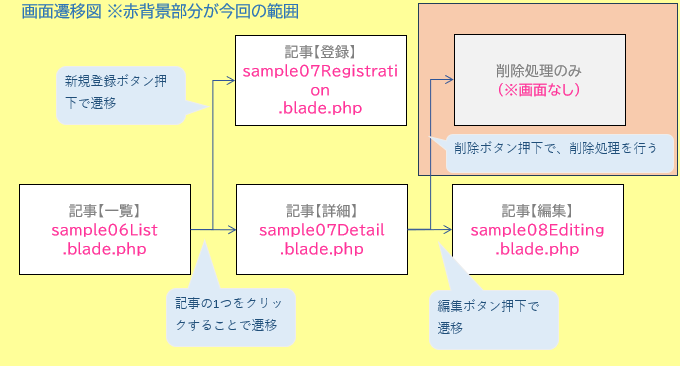 画面遷移図 ※赤背景部分が今回の範囲
記事【登録】
sample07Registrati
on
.blade.php
削除処理のみ
(※画面なし)
新規登録ボタン押
下で遷移
削除ボタン押下で、削除処理を行う
記事【一覧】
sample06List
.blade.php
記事【詳細】
sample07Detail
.blade.php
記事【編集】
sample08Editing
.blade.php
記事の1つをクリッ
クすることで遷移
編集ボタン押下で
遷移